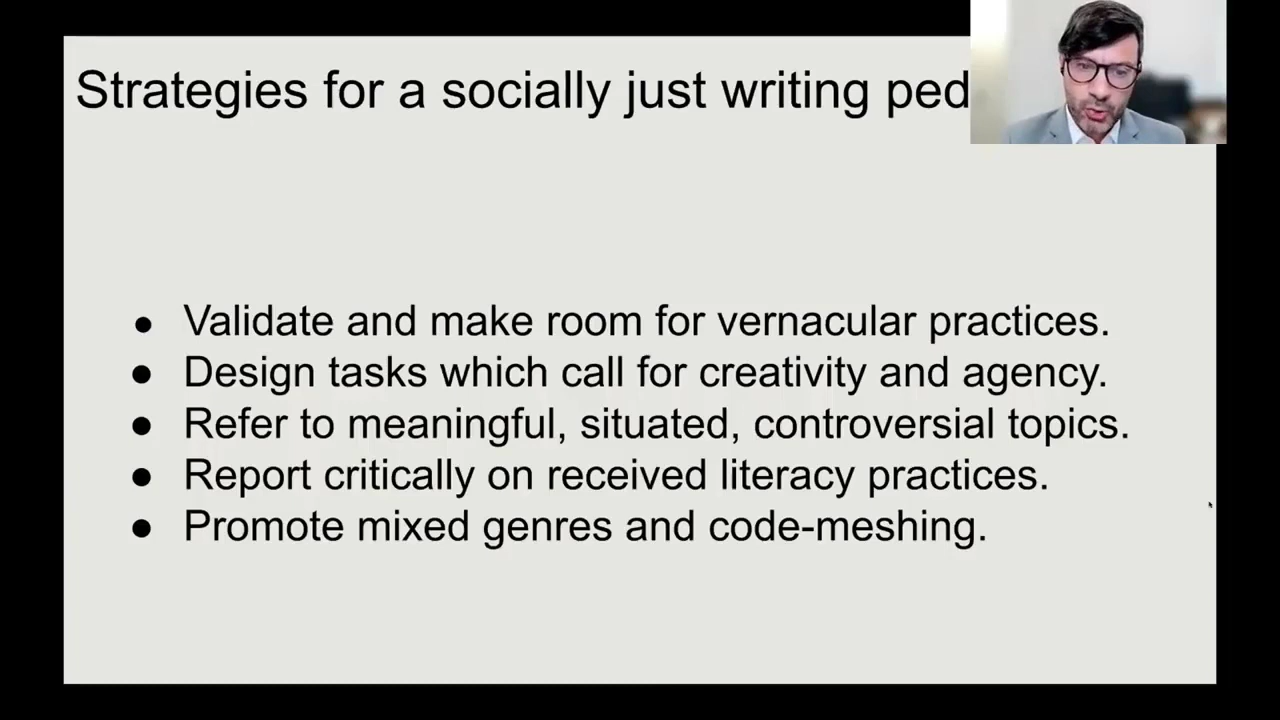 Strategies for a socially just writing ped
● Validate and make room for vernacular practices.
● Design tasks which call for creativity and agency.
● Refer to meaningful, situated, controversial topics.
● Report critically on received literacy practices.
● Promote mixed genres and code-meshing.